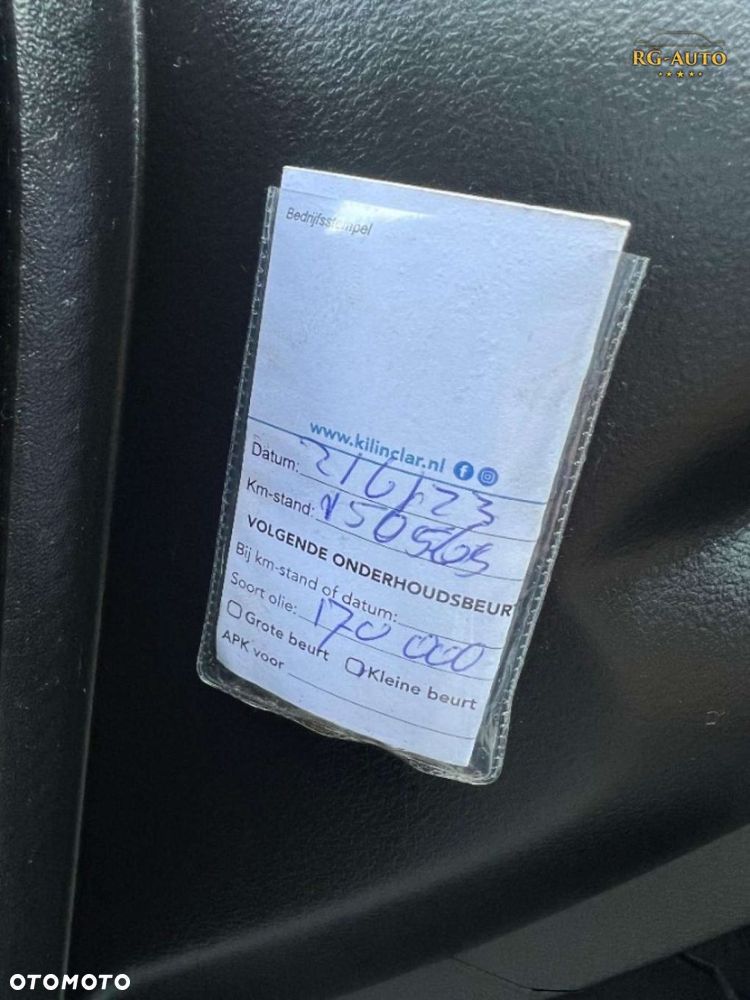 RG-AUTO
Bedrijfsstempel
www.kilinclar.nl
Datum: 2/6/23
Km-stand: 150565
VOLGENDE ONDERHOUDSBEUR
Bij km-stand of datum:
Soort olie: 170 000
Grote beurt Kleine beurt
APK voor
OTOMOTO